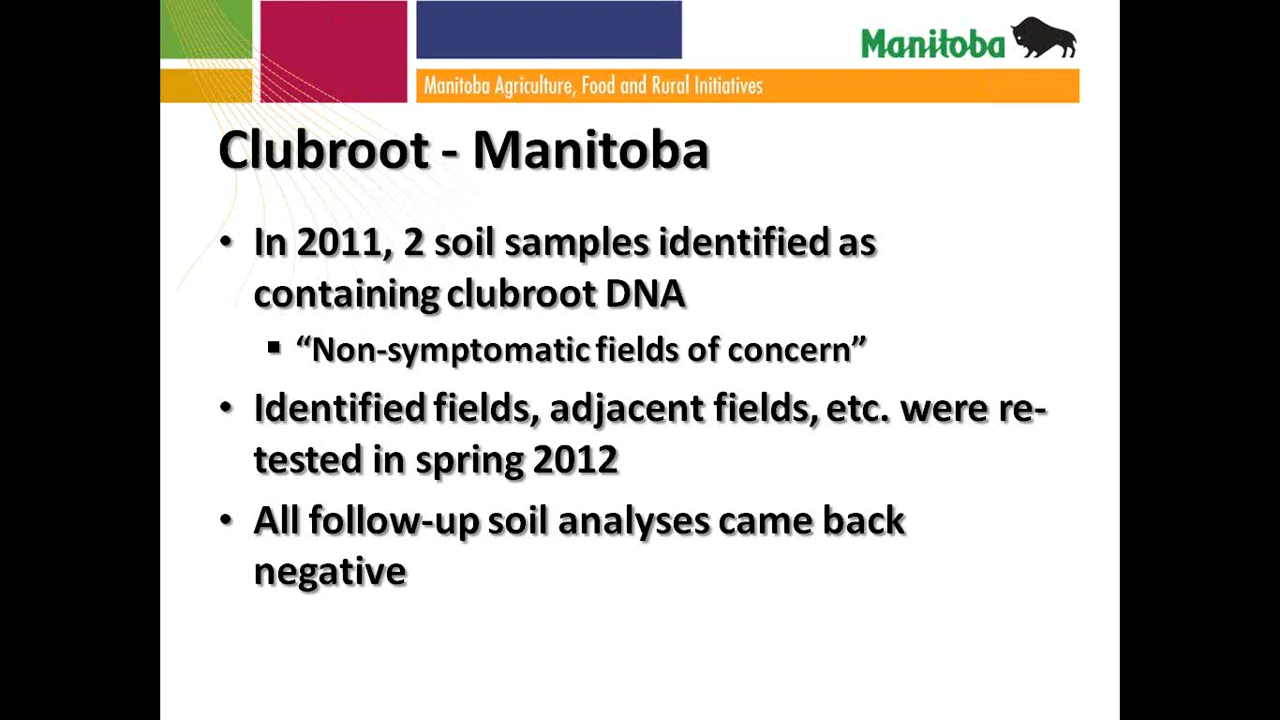 Manitoba
Manitoba Agriculture, Food and Rural Initiatives
Clubroot - Manitoba
• In 2011, 2 soil samples identified as
containing clubroot DNA
▪ “Non-symptomatic fields of concern”
• Identified fields, adjacent fields, etc. were re-
tested in spring 2012
• All follow-up soil analyses came back
negative